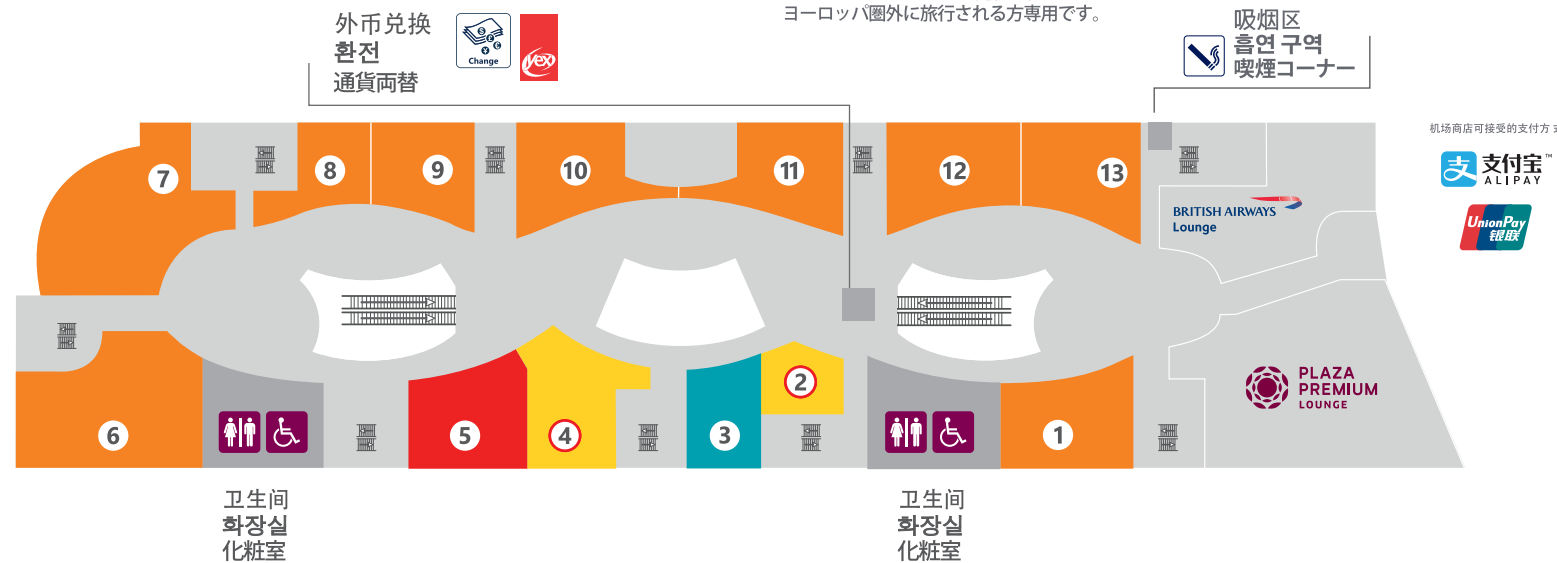 ヨーロッパ圏外に旅行される方専用です。
外币兑换
환전
通貨両替
Change
yex
吸烟区
흡연 구역
喫煙コーナー
机场商店可接受的支付方
支 支付宝™
ALIPAY
UnionPay
银联
7
8
9
10
11
12
13
BRITISH AIRWAYS
Lounge
PLAZA
PREMIUM
LOUNGE
6
5
4
3
2
1
卫生间
화장실
化粧室
卫生间
화장실
化粧室